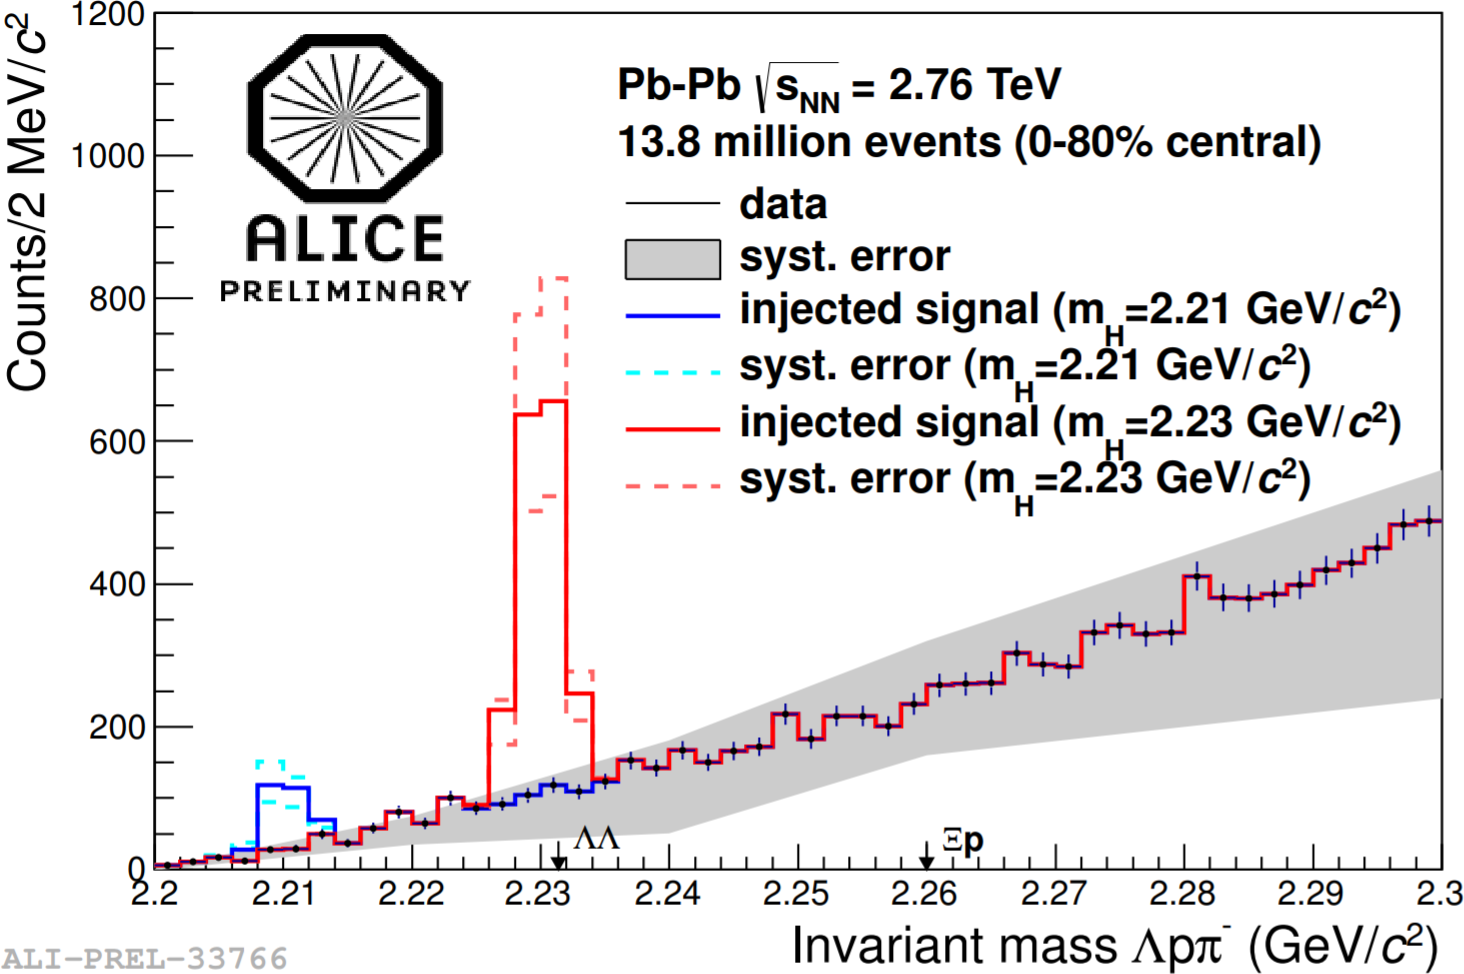 Counts/2 MeV/c²
1200
1000
800
600
400
200
0
ALICE
PRELIMINARY
Pb-Pb √sNN = 2.76 TeV
13.8 million events (0-80% central)
data
syst. error
injected signal (mH=2.21 GeV/c²)
syst. error (mH=2.21 GeV/c²)
injected signal (mH=2.23 GeV/c²)
syst. error (mH=2.23 GeV/c²)
ΛΛ
Ξp
2.2 2.21 2.22 2.23 2.24 2.25 2.26 2.27 2.28 2.29 2.3
Invariant mass Λpπ⁻ (GeV/c²)
ALI-PREL-33766